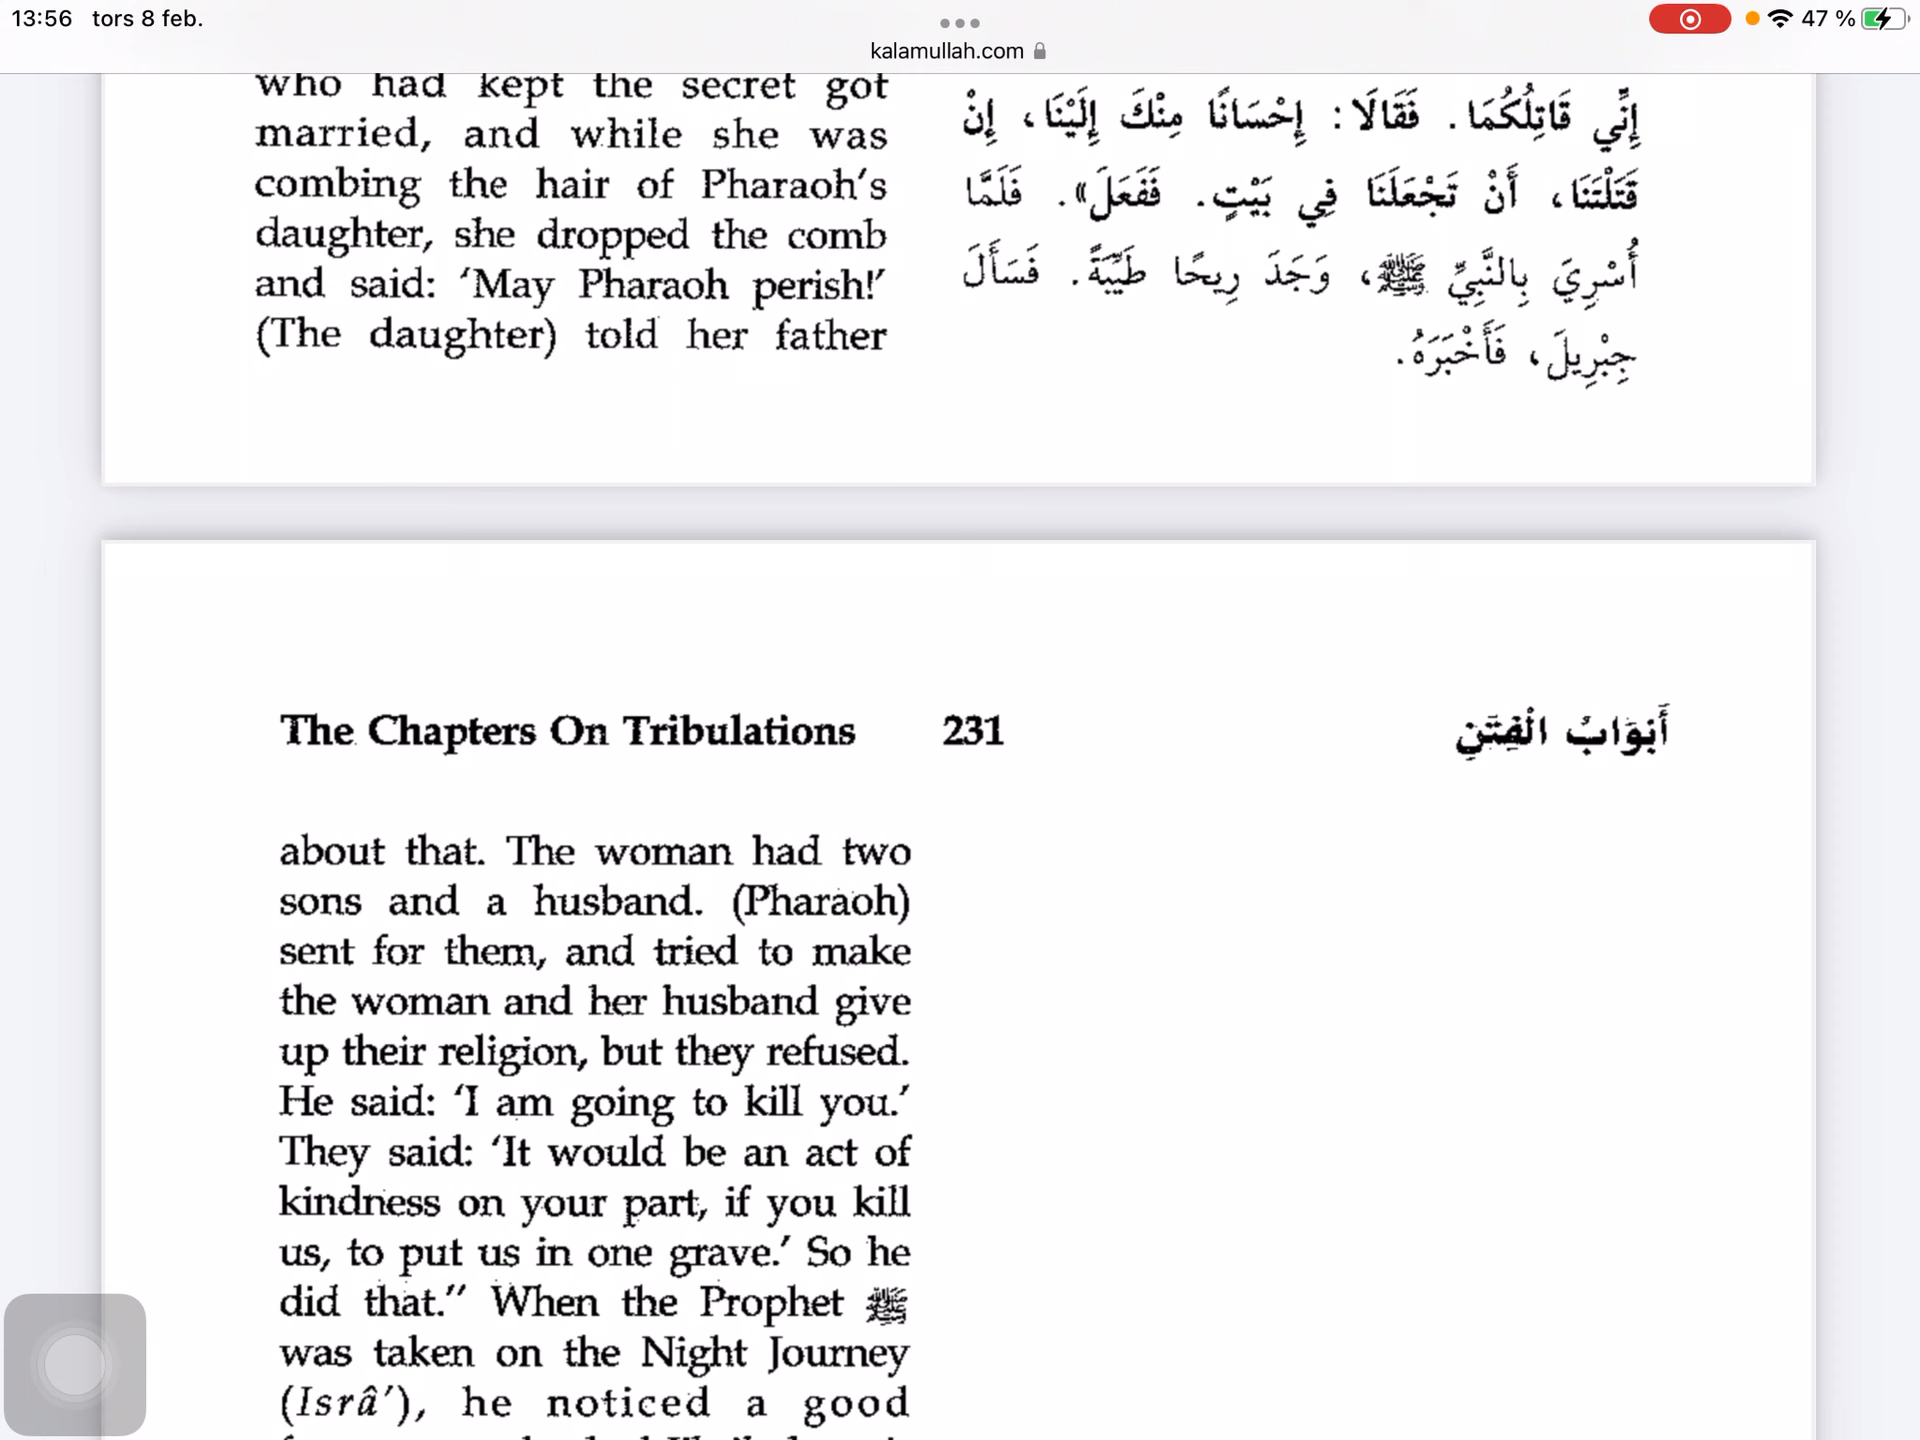 13:56 tors 8 feb.
47 %
kalamullah.com
who had kept the secret got
married, and while she was
combing the hair of Pharaoh's
daughter, she dropped the comb
and said: 'May Pharaoh perish!'
(The daughter) told her father
إِنِّي قَاتِلُكُمَا. فَقَالَا: إِحْسَانًا مِنْكَ إِلَيْنَا، إِنْ
قَتَلْتَنَا، أَنْ تَجْعَلَنَا فِي بَيْتٍ. فَفَعَلَ». فَلَمَّا
أُسْرِيَ بِالنَّبِيِّ ﷺ، وَجَدَ رِيحًا طَيِّبَةً. فَسَأَلَ
جِبْرِيلَ، فَأَخْبَرَهُ.
The Chapters On Tribulations 231 أَبْوَابُ الْفِتَنِ
about that. The woman had two
sons and a husband. (Pharaoh)
sent for them, and tried to make
the woman and her husband give
up their religion, but they refused.
He said: 'I am going to kill you.'
They said: 'It would be an act of
kindness on your part, if you kill
us, to put us in one grave.' So he
did that." When the Prophet ﷺ
was taken on the Night Journey
(Isrâ'), he noticed a good